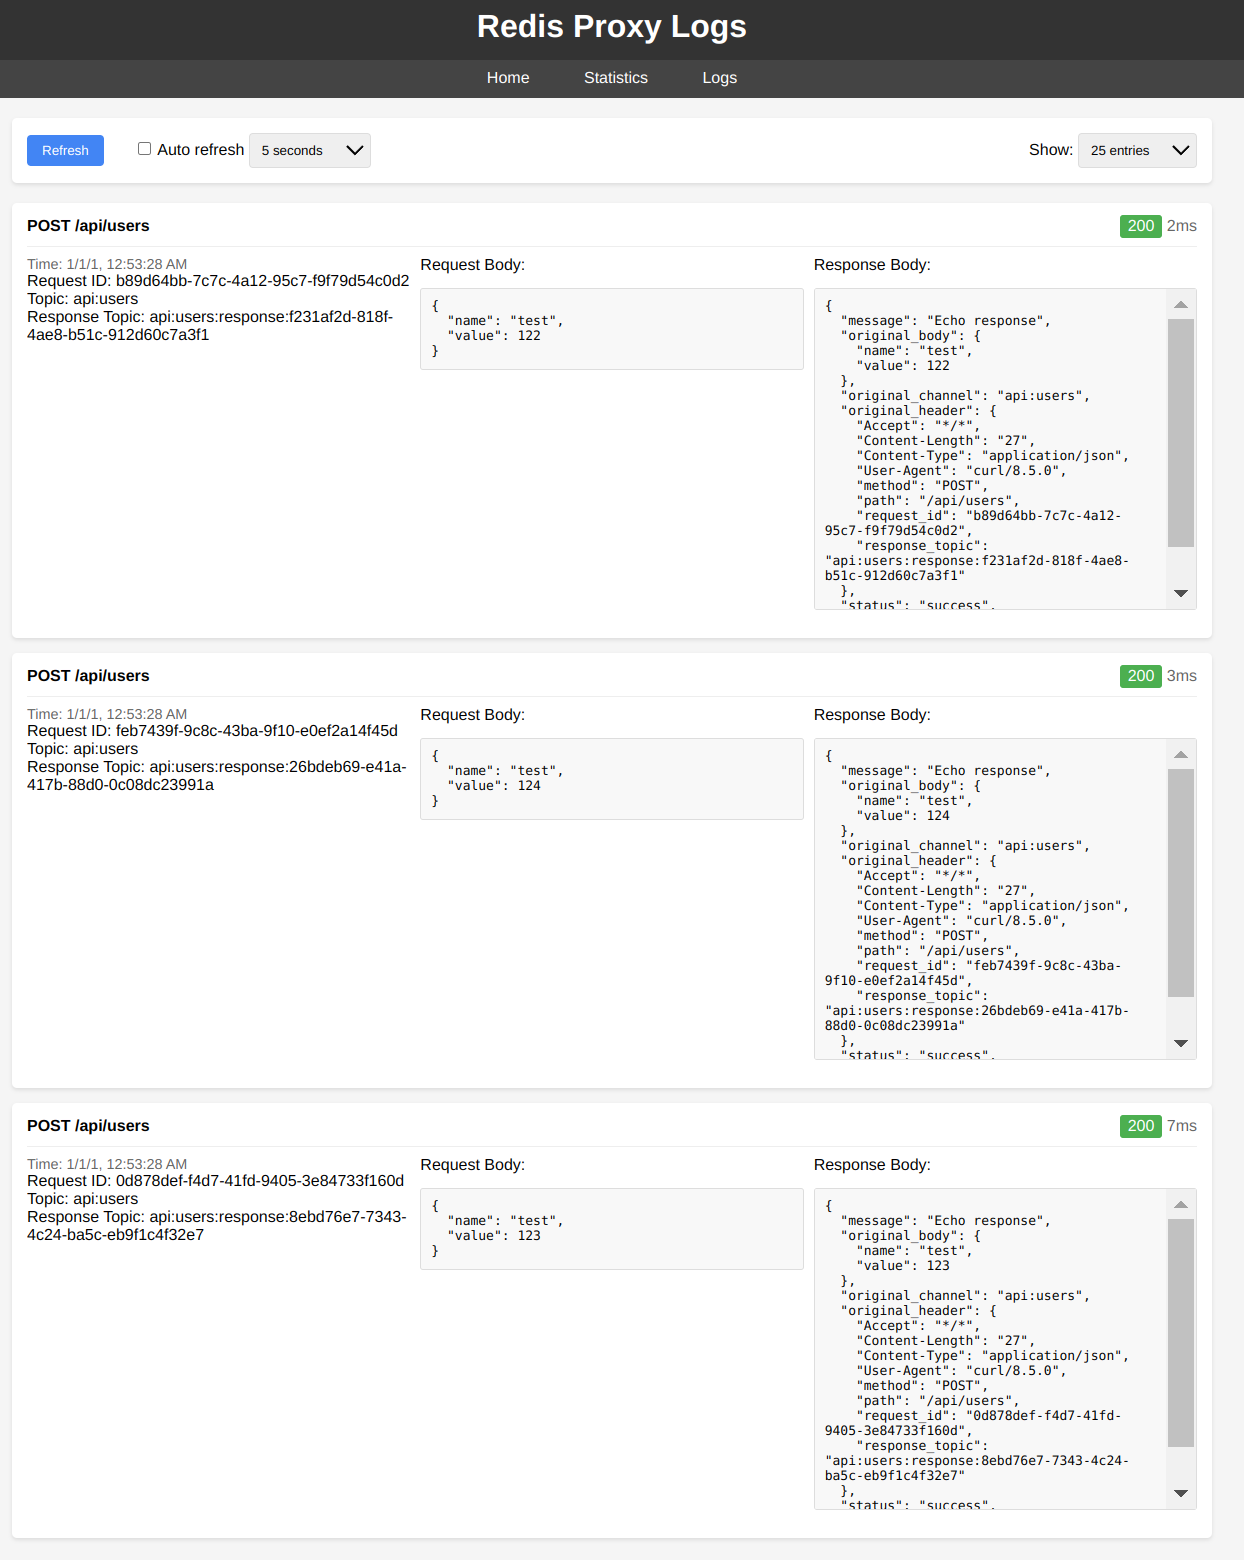 Redis Proxy Logs
Home Statistics Logs
Refresh Auto refresh 5 seconds Show: 25 entries
POST /api/users 200 2ms
Time: 1/1/1, 12:53:28 AM
Request ID: b89d64bb-7c7c-4a12-95c7-f9f79d54c0d2
Topic: api:users
Response Topic: api:users:response:f231af2d-818f-
4ae8-b51c-912d60c7a3f1
Request Body:
{
  "name": "test",
  "value": 122
}
Response Body:
{
  "message": "Echo response",
  "original_body": {
    "name": "test",
    "value": 122
  },
  "original_channel": "api:users",
  "original_header": {
    "Accept": "*/*",
    "Content-Length": "27",
    "Content-Type": "application/json",
    "User-Agent": "curl/8.5.0",
    "method": "POST",
    "path": "/api/users",
    "request_id": "b89d64bb-7c7c-4a12-
95c7-f9f79d54c0d2",
    "response_topic":
"api:users:response:f231af2d-818f-4ae8-
b51c-912d60c7a3f1"
  },
  "status": "success",
POST /api/users 200 3ms
Time: 1/1/1, 12:53:28 AM
Request ID: feb7439f-9c8c-43ba-9f10-e0ef2a14f45d
Topic: api:users
Response Topic: api:users:response:26bdeb69-e41a-
417b-88d0-0c08dc23991a
Request Body:
{
  "name": "test",
  "value": 124
}
Response Body:
{
  "message": "Echo response",
  "original_body": {
    "name": "test",
    "value": 124
  },
  "original_channel": "api:users",
  "original_header": {
    "Accept": "*/*",
    "Content-Length": "27",
    "Content-Type": "application/json",
    "User-Agent": "curl/8.5.0",
    "method": "POST",
    "path": "/api/users",
    "request_id": "feb7439f-9c8c-43ba-
9f10-e0ef2a14f45d",
    "response_topic":
"api:users:response:26bdeb69-e41a-417b-
88d0-0c08dc23991a"
  },
  "status": "success",
POST /api/users 200 7ms
Time: 1/1/1, 12:53:28 AM
Request ID: 0d878def-f4d7-41fd-9405-3e84733f160d
Topic: api:users
Response Topic: api:users:response:8ebd76e7-7343-
4c24-ba5c-eb9f1c4f32e7
Request Body:
{
  "name": "test",
  "value": 123
}
Response Body:
{
  "message": "Echo response",
  "original_body": {
    "name": "test",
    "value": 123
  },
  "original_channel": "api:users",
  "original_header": {
    "Accept": "*/*",
    "Content-Length": "27",
    "Content-Type": "application/json",
    "User-Agent": "curl/8.5.0",
    "method": "POST",
    "path": "/api/users",
    "request_id": "0d878def-f4d7-41fd-
9405-3e84733f160d",
    "response_topic":
"api:users:response:8ebd76e7-7343-4c24-
ba5c-eb9f1c4f32e7"
  },
  "status": "success",